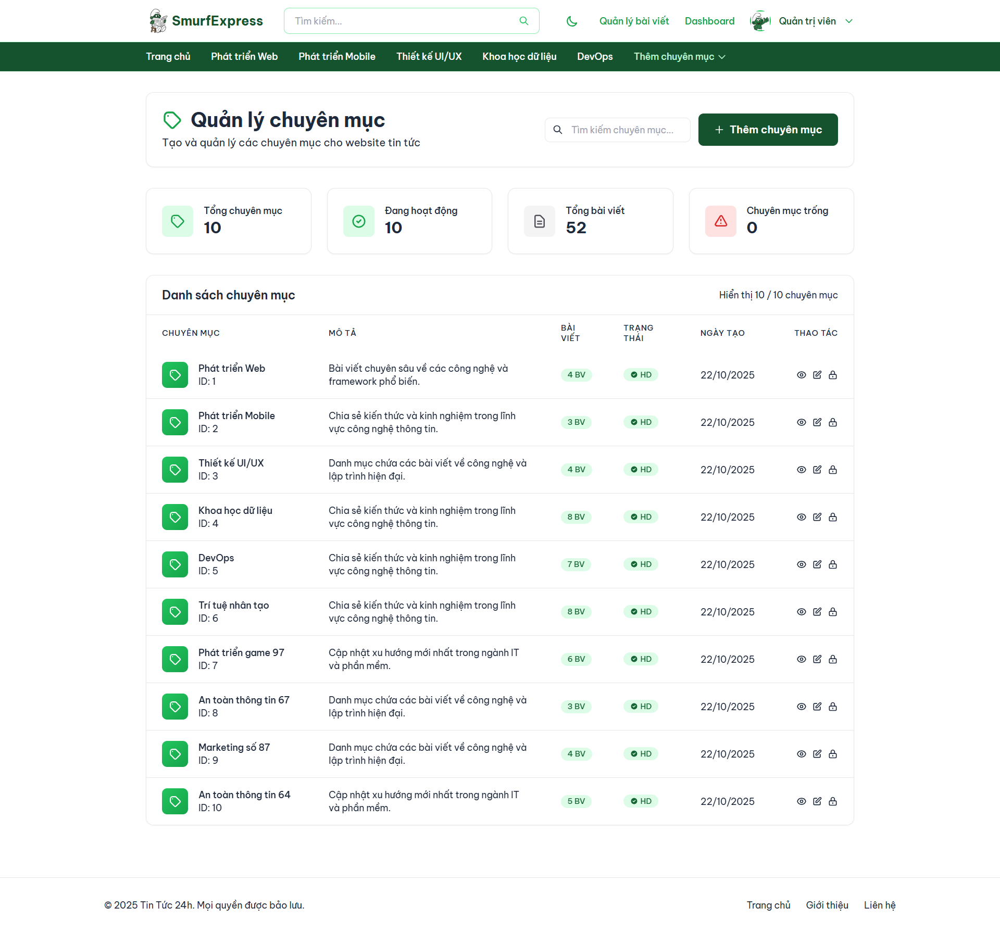 SmurfExpress
Tìm kiếm...
Quản lý bài viết
Dashboard
Quản trị viên
Trang chủ
Phát triển Web
Phát triển Mobile
Thiết kế UI/UX
Khoa học dữ liệu
DevOps
Thêm chuyên mục
Quản lý chuyên mục
Tạo và quản lý các chuyên mục cho website tin tức
Tìm kiếm chuyên mục...
Thêm chuyên mục
Tổng chuyên mục
10
Đang hoạt động
10
Tổng bài viết
52
Chuyên mục trống
0
Danh sách chuyên mục
Hiển thị 10 / 10 chuyên mục
CHUYÊN MỤC
MÔ TẢ
BÀI
VIẾT
TRẠNG
THÁI
NGÀY TẠO
THAO TÁC
Phát triển Web
ID: 1
Bài viết chuyên sâu về các công nghệ và
framework phổ biến.
4 BV
HD
22/10/2025
Phát triển Mobile
ID: 2
Chia sẻ kiến thức và kinh nghiệm trong lĩnh
vực công nghệ thông tin.
3 BV
HD
22/10/2025
Thiết kế UI/UX
ID: 3
Danh mục chứa các bài viết về công nghệ và
lập trình hiện đại.
4 BV
HD
22/10/2025
Khoa học dữ liệu
ID: 4
Chia sẻ kiến thức và kinh nghiệm trong lĩnh
vực công nghệ thông tin.
8 BV
HD
22/10/2025
DevOps
ID: 5
Chia sẻ kiến thức và kinh nghiệm trong lĩnh
vực công nghệ thông tin.
7 BV
HD
22/10/2025
Trí tuệ nhân tạo
ID: 6
Chia sẻ kiến thức và kinh nghiệm trong lĩnh
vực công nghệ thông tin.
8 BV
HD
22/10/2025
Phát triển game 97
ID: 7
Cập nhật xu hướng mới nhất trong ngành IT
và phần mềm.
6 BV
HD
22/10/2025
An toàn thông tin 67
ID: 8
Danh mục chứa các bài viết về công nghệ và
lập trình hiện đại.
3 BV
HD
22/10/2025
Marketing số 87
ID: 9
Danh mục chứa các bài viết về công nghệ và
lập trình hiện đại.
4 BV
HD
22/10/2025
An toàn thông tin 64
ID: 10
Cập nhật xu hướng mới nhất trong ngành IT
và phần mềm.
5 BV
HD
22/10/2025
© 2025 Tin Tức 24h. Mọi quyền được bảo lưu.
Trang chủ
Giới thiệu
Liên hệ